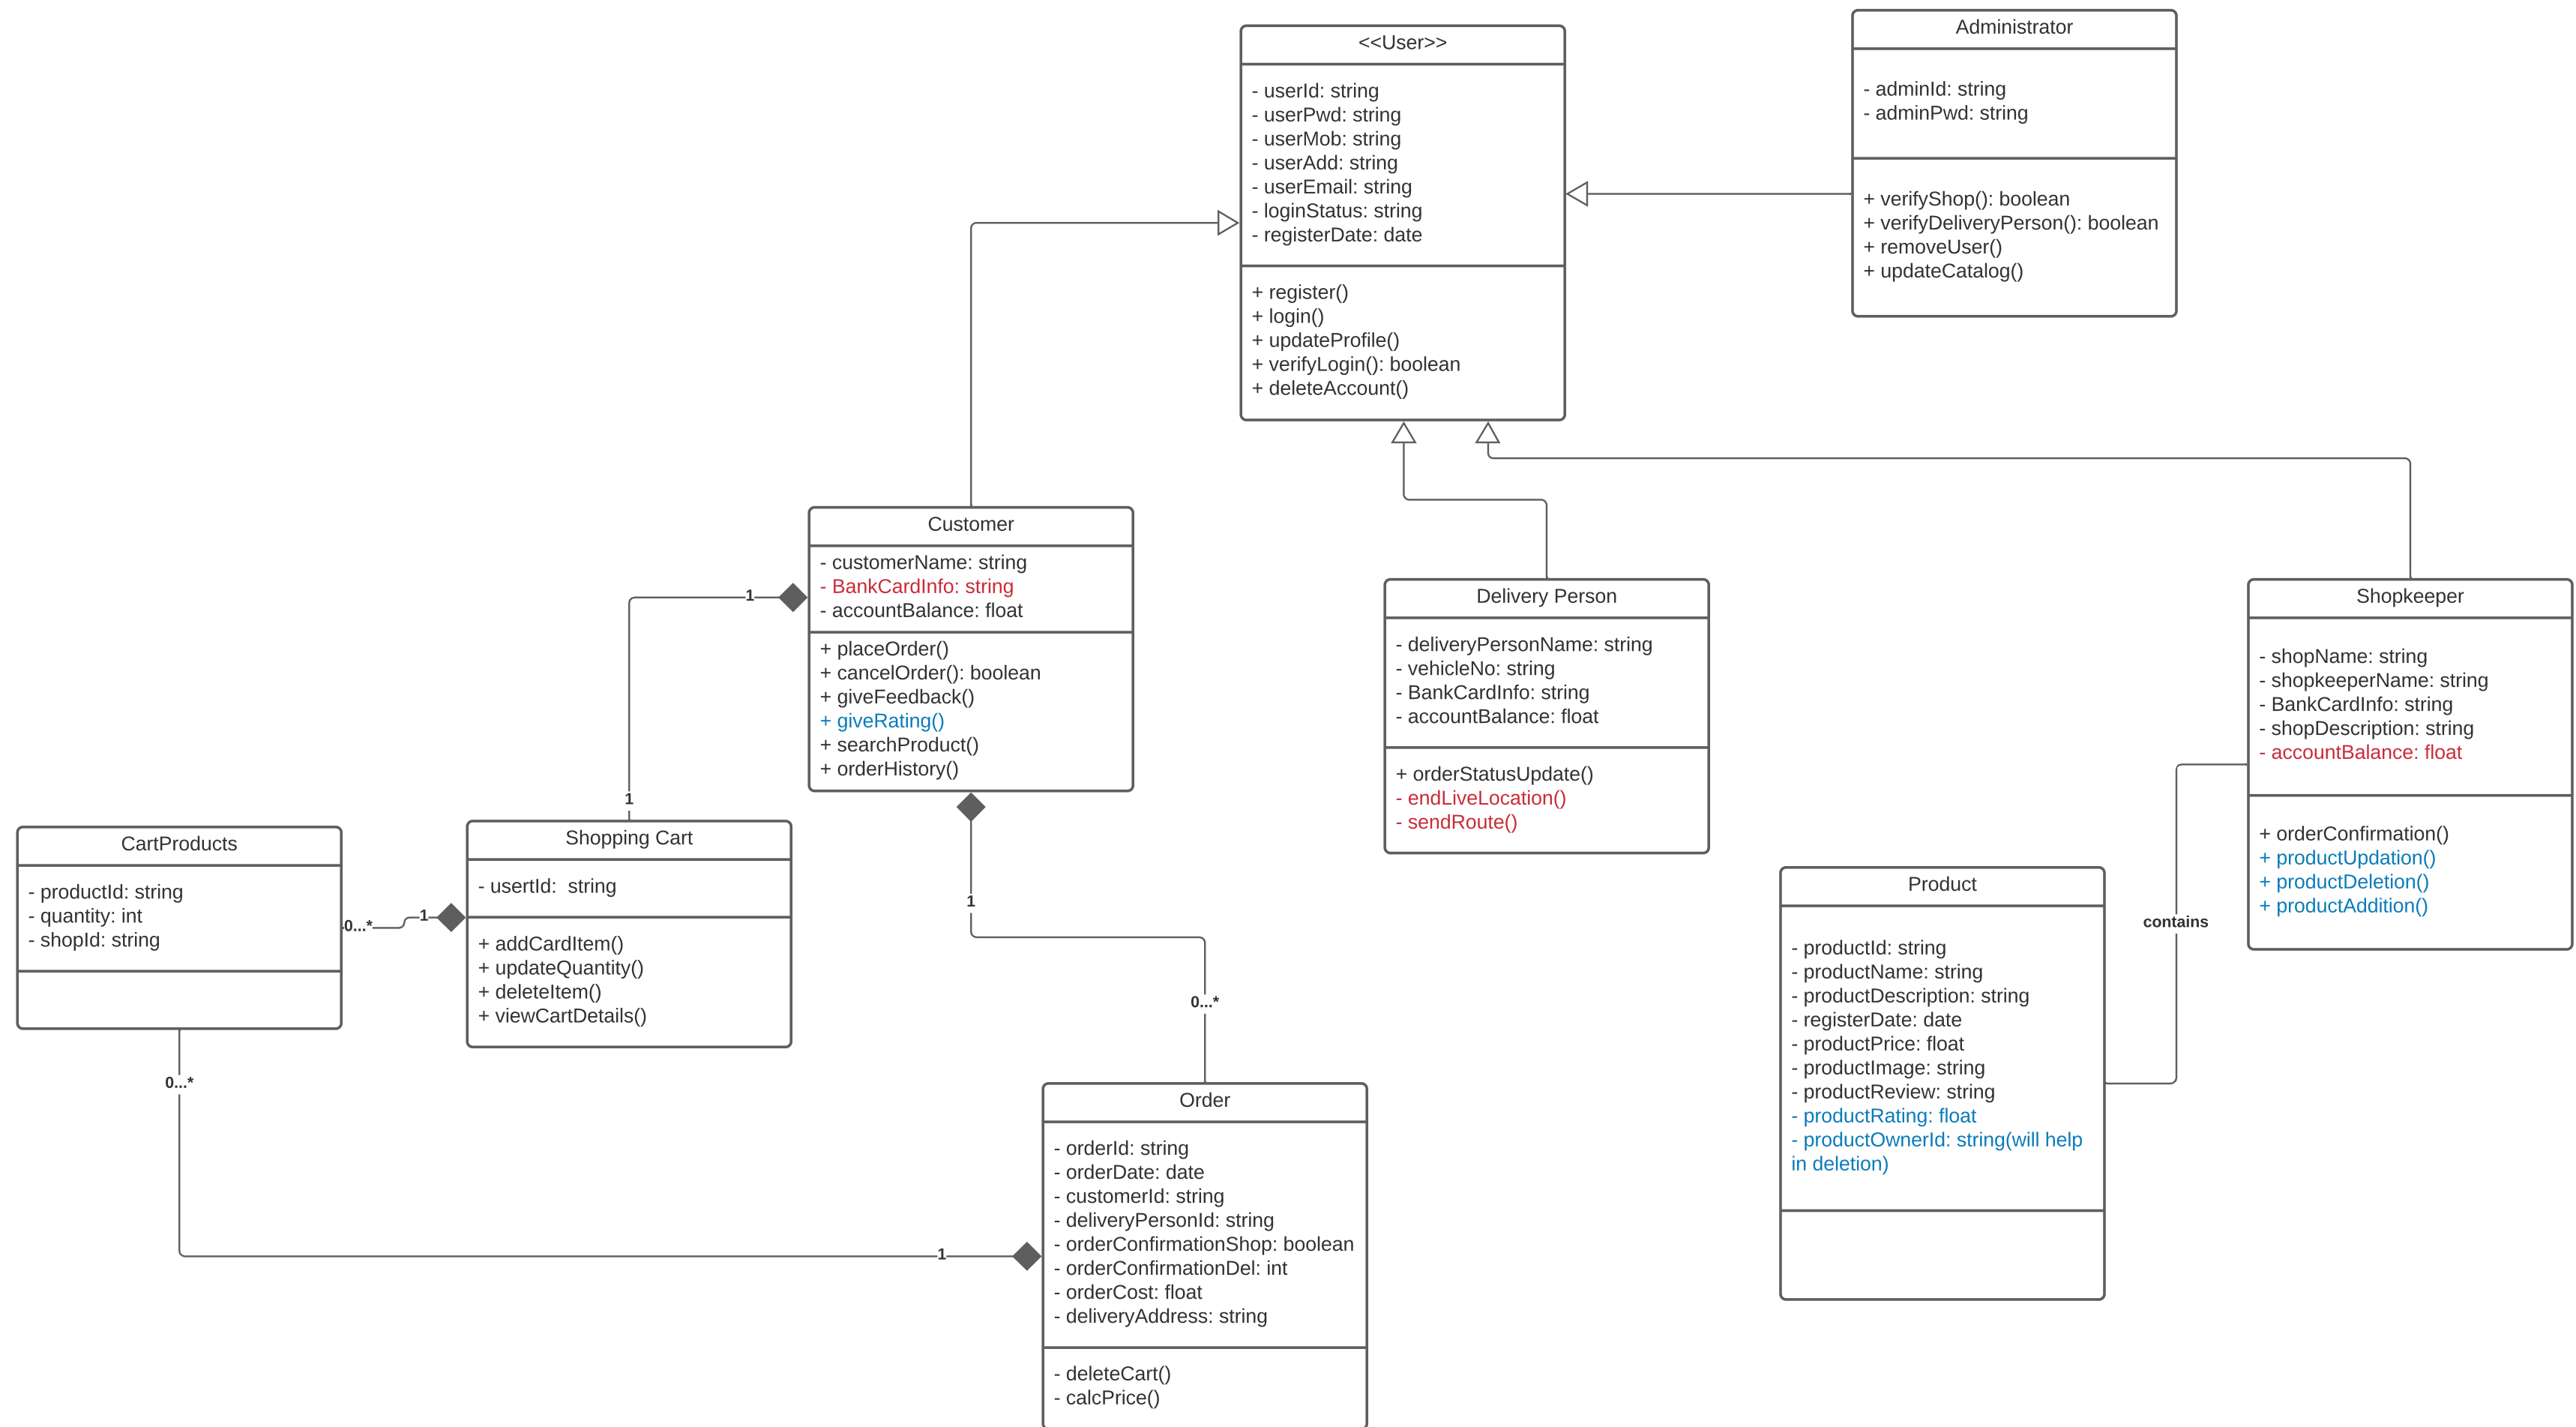 <<User>>
- userId: string
- userPwd: string
- userMob: string
- userAdd: string
- userEmail: string
- loginStatus: string
- registerDate: date
+ register()
+ login()
+ updateProfile()
+ verifyLogin(): boolean
+ deleteAccount()
Administrator
- adminId: string
- adminPwd: string
+ verifyShop(): boolean
+ verifyDeliveryPerson(): boolean
+ removeUser()
+ updateCatalog()
Customer
- customerName: string
- BankCardInfo: string
- accountBalance: float
+ placeOrder()
+ cancelOrder(): boolean
+ giveFeedback()
+ giveRating()
+ searchProduct()
+ orderHistory()
1
1
Delivery Person
- deliveryPersonName: string
- vehicleNo: string
- BankCardInfo: string
- accountBalance: float
+ orderStatusUpdate()
- endLiveLocation()
- sendRoute()
Shopkeeper
- shopName: string
- shopkeeperName: string
- BankCardInfo: string
- shopDescription: string
- accountBalance: float
+ orderConfirmation()
+ productUpdation()
+ productDeletion()
+ productAddition()
CartProducts
- productId: string
- quantity: int
- shopId: string
0...*
1
Shopping Cart
- usertId:  string
+ addCardItem()
+ updateQuantity()
+ deleteItem()
+ viewCartDetails()
1
0...*
Product
- productId: string
- productName: string
- productDescription: string
- registerDate: date
- productPrice: float
- productImage: string
- productReview: string
- productRating: float
- productOwnerId: string(will help
in deletion)
contains
0...*
1
Order
- orderId: string
- orderDate: date
- customerId: string
- deliveryPersonId: string
- orderConfirmationShop: boolean
- orderConfirmationDel: int
- orderCost: float
- deliveryAddress: string
- deleteCart()
- calcPrice()